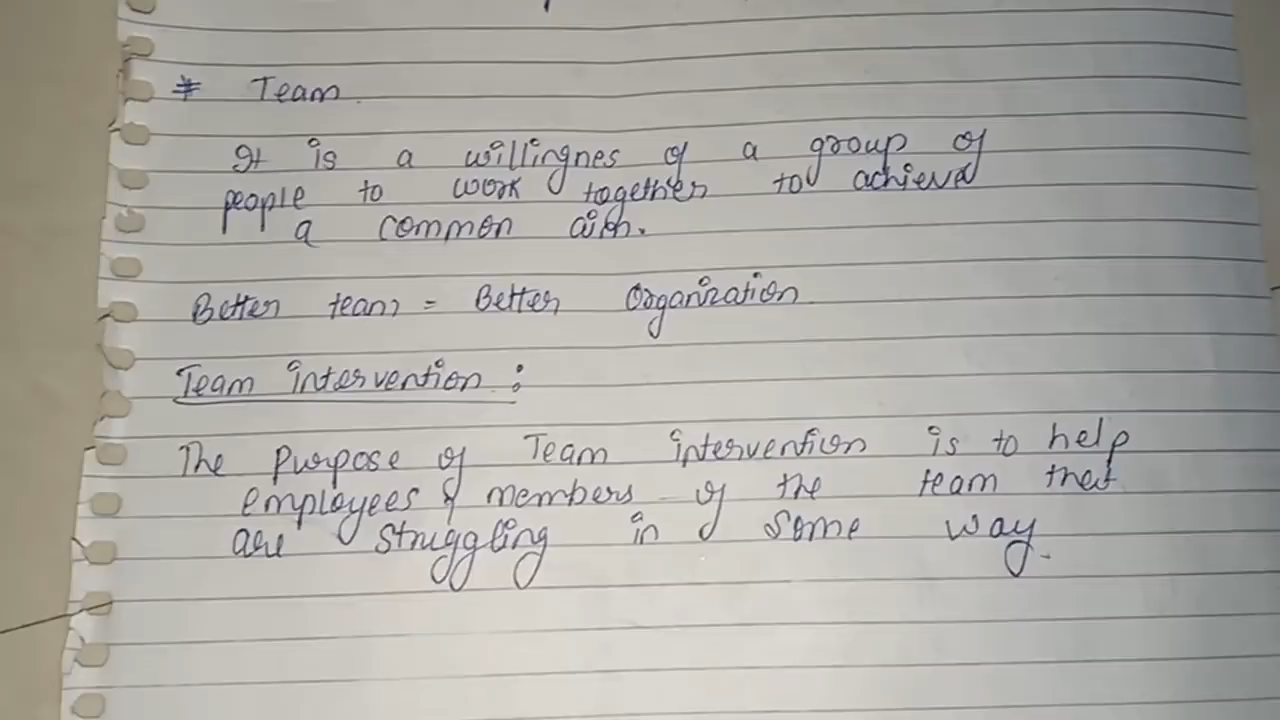 # Team
It is a willingnes of a group of
people to work together to achieve
a common aim.
Better team = Better Organization
Team intervention :
The Purpose of Team intervention is to help
employees & members of the team that
are struggling in some way.